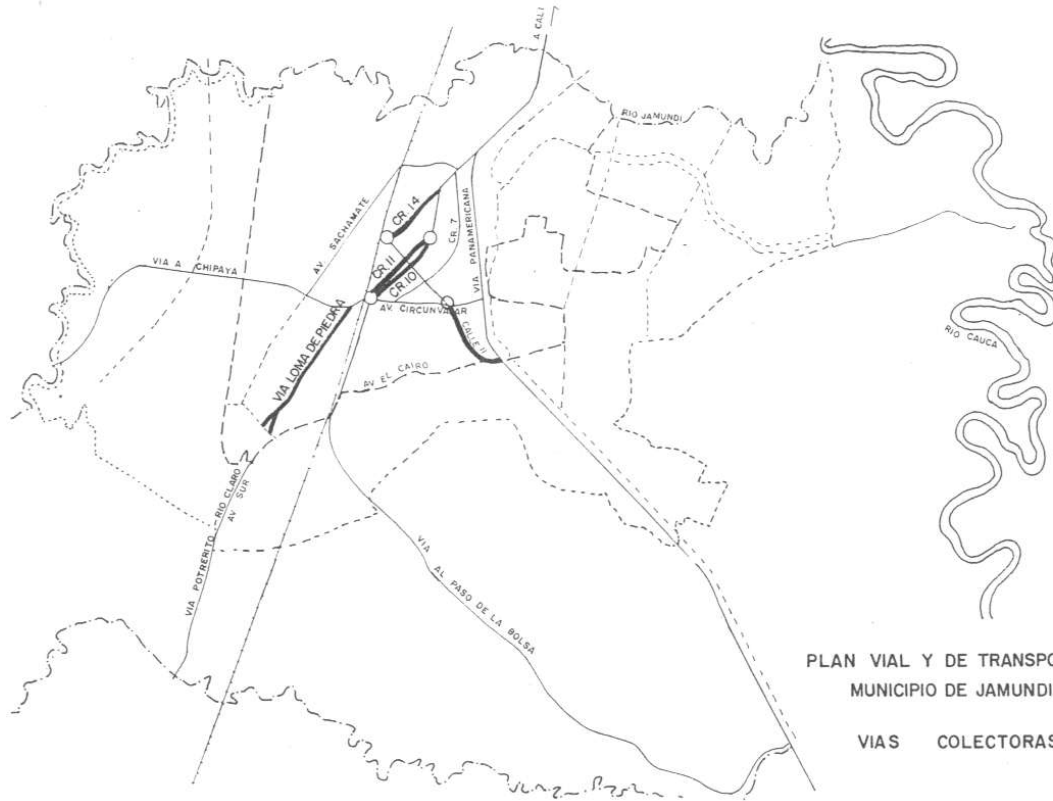 A CALI
RIO JAMUNDI
AV. SACHAMATE
CR. 14
CR. 7
VIA PANAMERICANA
VIA A CHIPAYA
CR. 11
CR. 10
AV. CIRCUNVALAR
CALLE 11
VIA LOMA DE PIEDRA
AV EL CAIRO
RIO CAUCA
VIA POTRERITO - RIO CLARO
AV SUR
VIA AL PASO DE LA BOLSA
PLAN VIAL Y DE TRANSPO
MUNICIPIO DE JAMUNDI
VIAS COLECTORAS